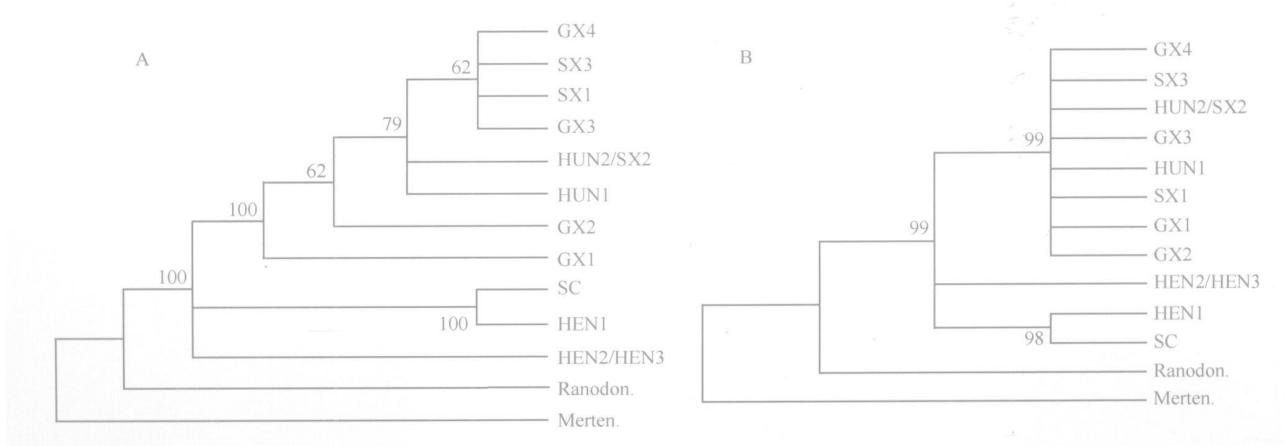 A
GX4
SX3
SX1
GX3
HUN2/SX2
HUN1
GX2
GX1
SC
HEN1
HEN2/HEN3
Ranodon.
Merten.
62
79
62
100
100
100
B
GX4
SX3
HUN2/SX2
GX3
HUN1
SX1
GX1
GX2
HEN2/HEN3
HEN1
SC
Ranodon.
Merten.
99
99
98